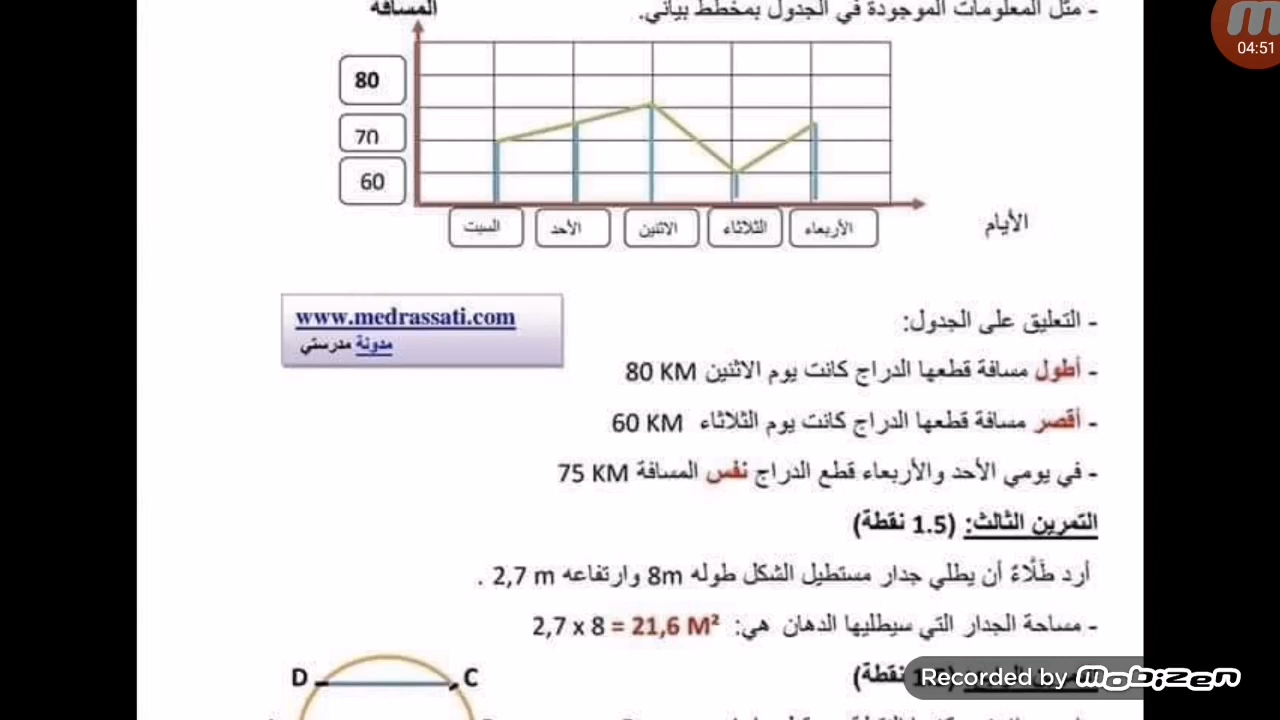 - مثل المعلومات الموجودة في الجدول بمخطط بياني.
المسافة
80
70
60
السبت
الأحد
الاثنين
الثلاثاء
الأربعاء
الأيام
04:51
www.medrassati.com
مدونة مدرستي
- التعليق على الجدول:
- أطول مسافة قطعها الدراج كانت يوم الاثنين 80 KM
- أقصر مسافة قطعها الدراج كانت يوم الثلاثاء 60 KM
- في يومي الأحد والأربعاء قطع الدراج نفس المسافة 75 KM
التمرين الثالث: (1.5 نقطة)
أرد طَلَّاءٌ أن يطلي جدار مستطيل الشكل طوله 8m وارتفاعه 2,7 m .
- مساحة الجدار التي سيطليها الدهان هي: 2,7 x 8 = 21,6 M²
نقطة)
Recorded by mobizen
D
C